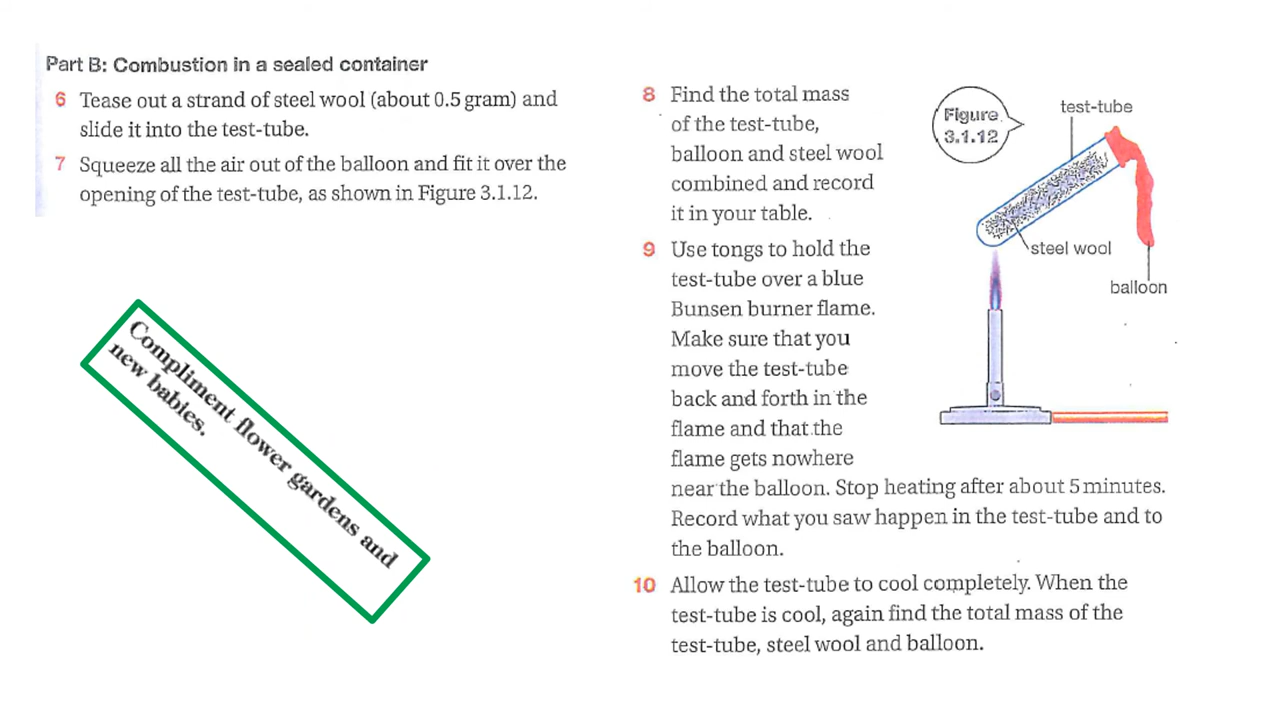 Part B: Combustion in a sealed container
6 Tease out a strand of steel wool (about 0.5 gram) and
slide it into the test-tube.
7 Squeeze all the air out of the balloon and fit it over the
opening of the test-tube, as shown in Figure 3.1.12.
Compliment flower gardens and
new babies.
8 Find the total mass
of the test-tube,
balloon and steel wool
combined and record
it in your table.
9 Use tongs to hold the
test-tube over a blue
Bunsen burner flame.
Make sure that you
move the test-tube
back and forth in the
flame and that the
flame gets nowhere
near the balloon. Stop heating after about 5 minutes.
Record what you saw happen in the test-tube and to
the balloon.
10 Allow the test-tube to cool completely. When the
test-tube is cool, again find the total mass of the
test-tube, steel wool and balloon.
Figure
3.1.12
test-tube
steel wool
balloon